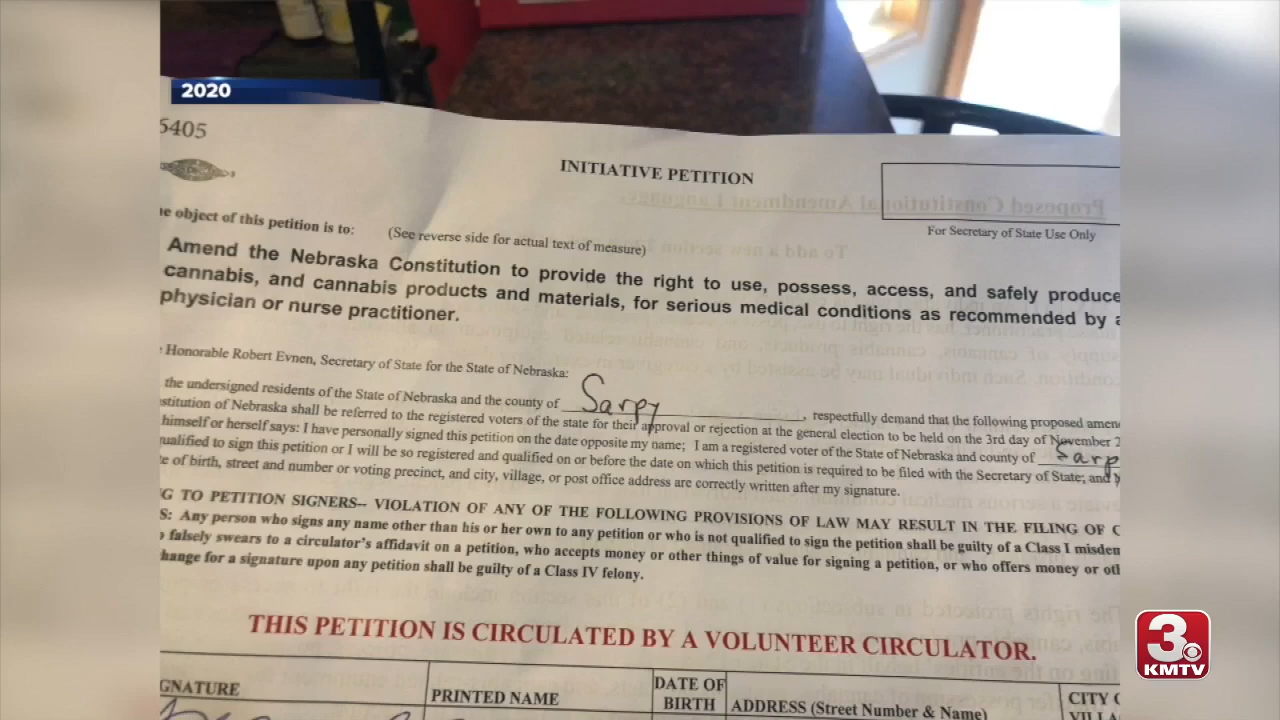 2020
5405
INITIATIVE PETITION
Proposed Constitutional Amendment Language:
To add a new section
For Secretary of State Use Only
e object of this petition is to: (See reverse side for actual text of measure)
Amend the Nebraska Constitution to provide the right to use, possess, access, and safely produce
cannabis, and cannabis products and materials, for serious medical conditions as recommended by a
physician or nurse practitioner.
Honorable Robert Evnen, Secretary of State for the State of Nebraska:
the undersigned residents of the State of Nebraska and the county of Sarpy, respectfully demand that the following proposed amen
stitution of Nebraska shall be referred to the registered voters of the state for their approval or rejection at the general election to be held on the 3rd day of November 2
himself or herself says: I have personally signed this petition on the date opposite my name; I am a registered voter of the State of Nebraska and county of Sarp
ualified to sign this petition or I will be so registered and qualified on or before the date on which this petition is required to be filed with the Secretary of State; and
e of birth, street and number or voting precinct, and city, village, or post office address are correctly written after my signature.
G TO PETITION SIGNERS-- VIOLATION OF ANY OF THE FOLLOWING PROVISIONS OF LAW MAY RESULT IN THE FILING OF C
S: Any person who signs any name other than his or her own to any petition or who is not qualified to sign the petition shall be guilty of a Class I misden
falsely swears to a circulator's affidavit on a petition, who accepts money or other things of value for signing a petition, or who offers money or oth
hange for a signature upon any petition shall be guilty of a Class IV felony.
THIS PETITION IS CIRCULATED BY A VOLUNTEER CIRCULATOR.
GNATURE PRINTED NAME DATE OF BIRTH ADDRESS (Street Number & Name) CITY
3 KMTV